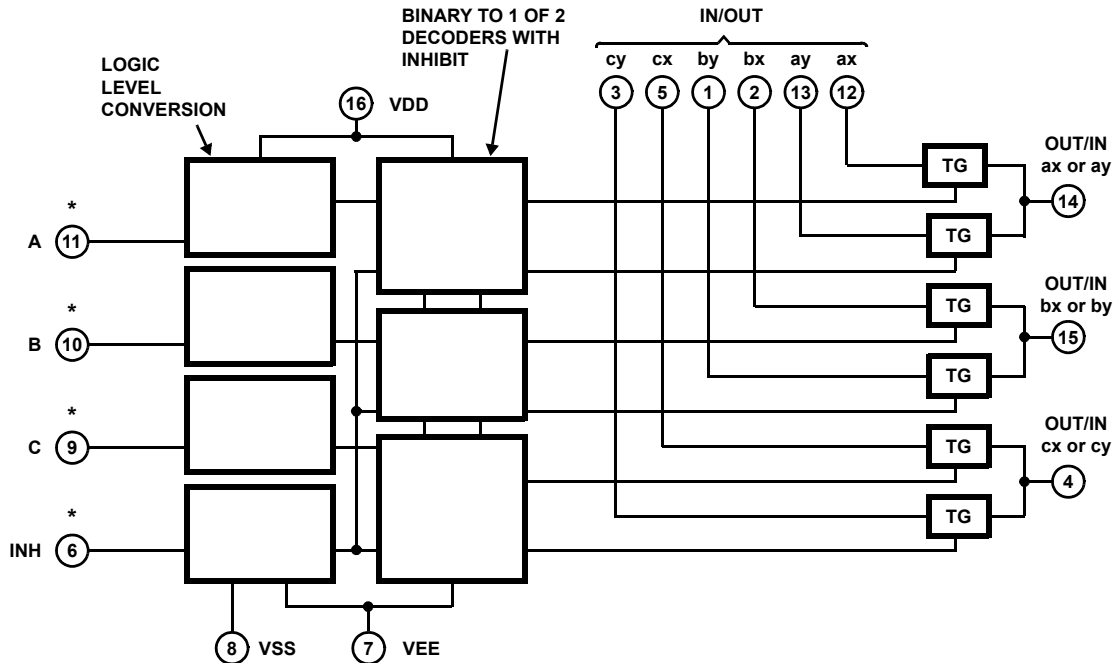 BINARY TO 1 OF 2
DECODERS WITH
INHIBIT
IN/OUT
LOGIC
LEVEL
CONVERSION
cy cx by bx ay ax
3 5 1 2 13 12
16 VDD
OUT/IN
ax or ay
TG
14
*
A 11
TG
OUT/IN
bx or by
TG
15
*
B 10
TG
OUT/IN
cx or cy
*
C 9
TG
4
TG
*
INH 6
8 VSS
7 VEE